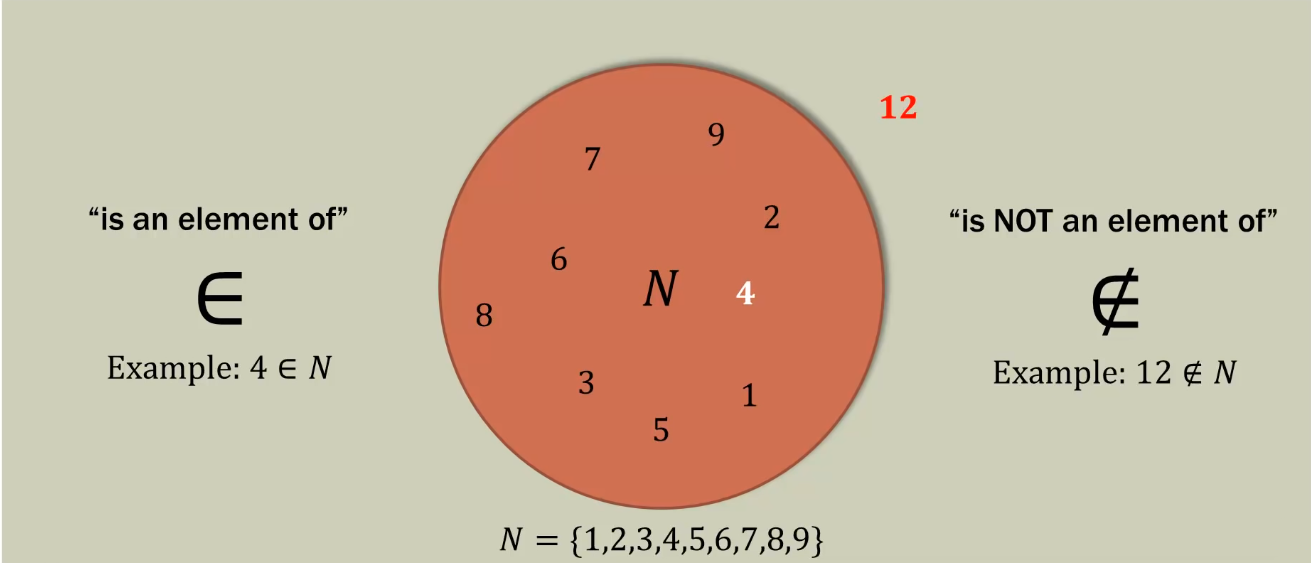 “is an element of”
∈
Example: 4 ∈ N
7
9
2
6
N
4
8
3
1
5
N = {1,2,3,4,5,6,7,8,9}
12
“is NOT an element of”
∉
Example: 12 ∉ N